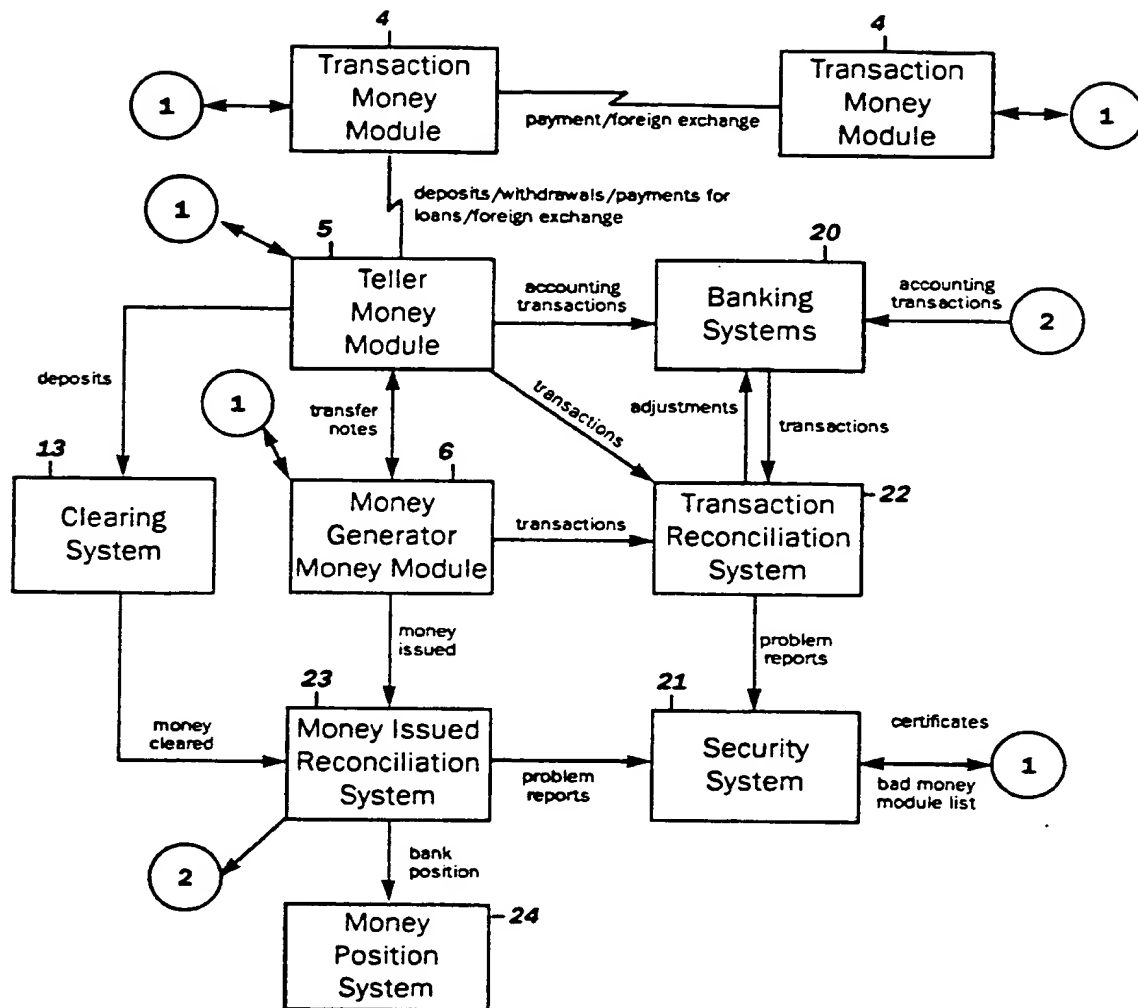 4
4
Transaction
Money
Module
Transaction
Money
Module
1
1
payment/foreign exchange
deposits/withdrawals/payments for
loans/foreign exchange
1
5
20
Teller
Money
Module
accounting
transactions
Banking
Systems
accounting
transactions
2
deposits
1
transfer
notes
transactions
adjustments
transactions
13
6
22
Clearing
System
Money
Generator
Money Module
transactions
Transaction
Reconciliation
System
money
issued
problem
reports
23
21
money
cleared
Money Issued
Reconciliation
System
problem
reports
Security
System
certificates
bad money
module list
1
2
bank
position
24
Money
Position
System